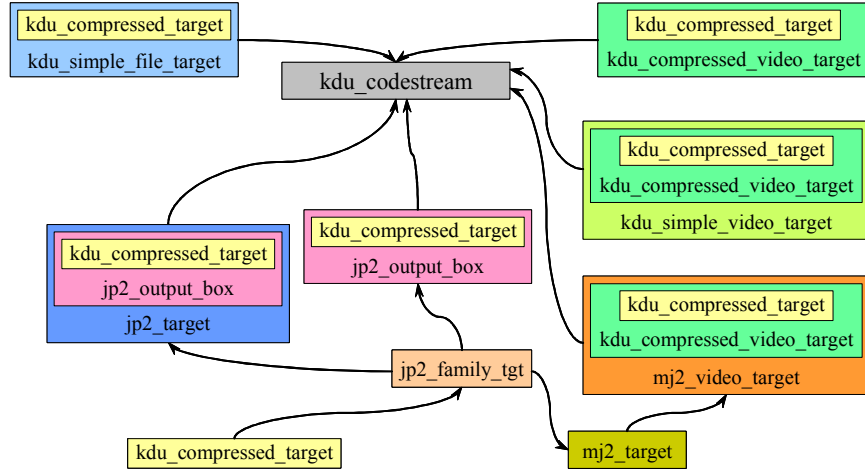 kdu_compressed_target
kdu_simple_file_target
kdu_compressed_target
kdu_compressed_video_target
kdu_codestream
kdu_compressed_target
kdu_compressed_video_target
kdu_simple_video_target
kdu_compressed_target
jp2_output_box
jp2_target
kdu_compressed_target
jp2_output_box
kdu_compressed_target
kdu_compressed_video_target
mj2_video_target
jp2_family_tgt
kdu_compressed_target
mj2_target